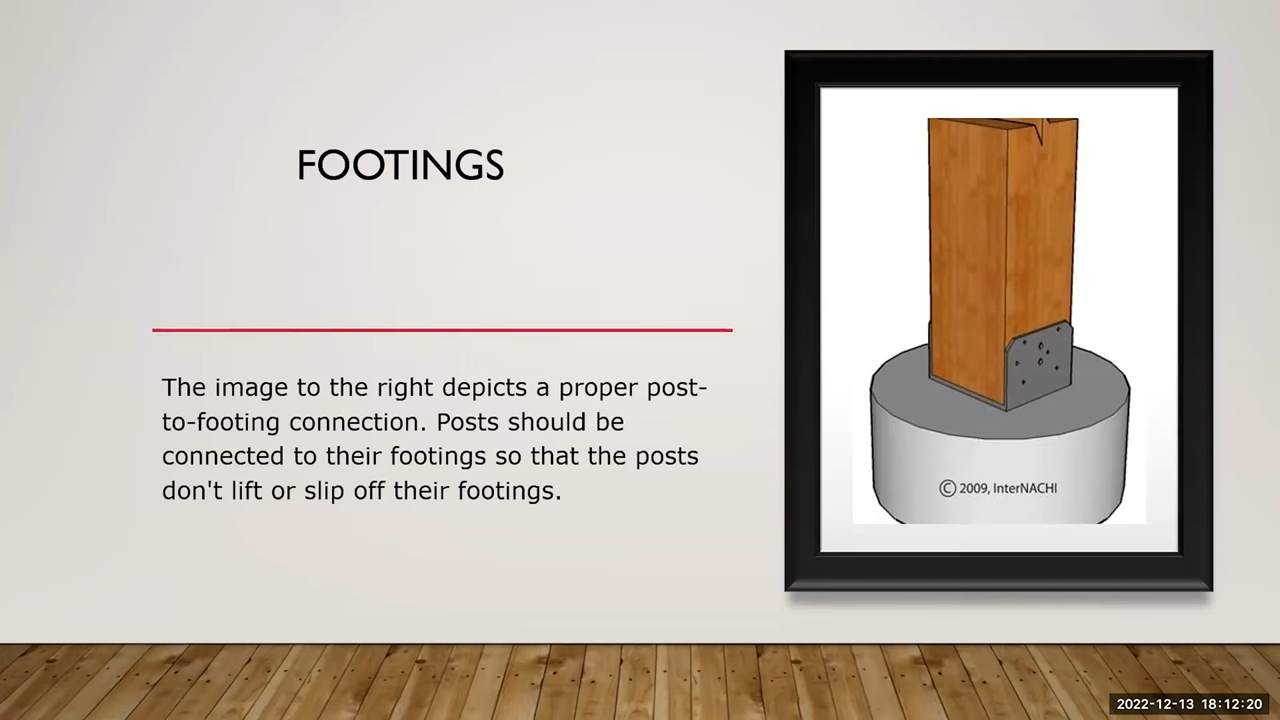 FOOTINGS
The image to the right depicts a proper post-
to-footing connection. Posts should be
connected to their footings so that the posts
don't lift or slip off their footings.
© 2009, InterNACHI
2022-12-13 18:12:20